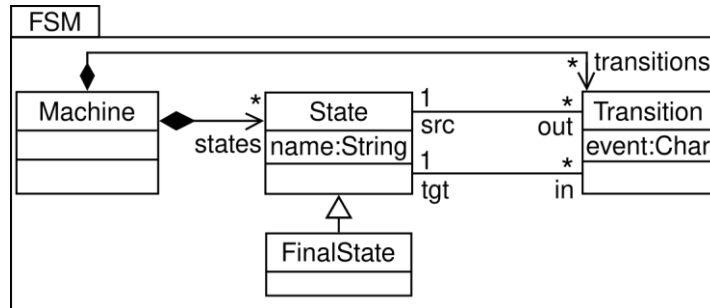 FSM
* transitions
Machine
* states
State
name:String
1 src
* out
Transition
event:Char
1 tgt
* in
FinalState